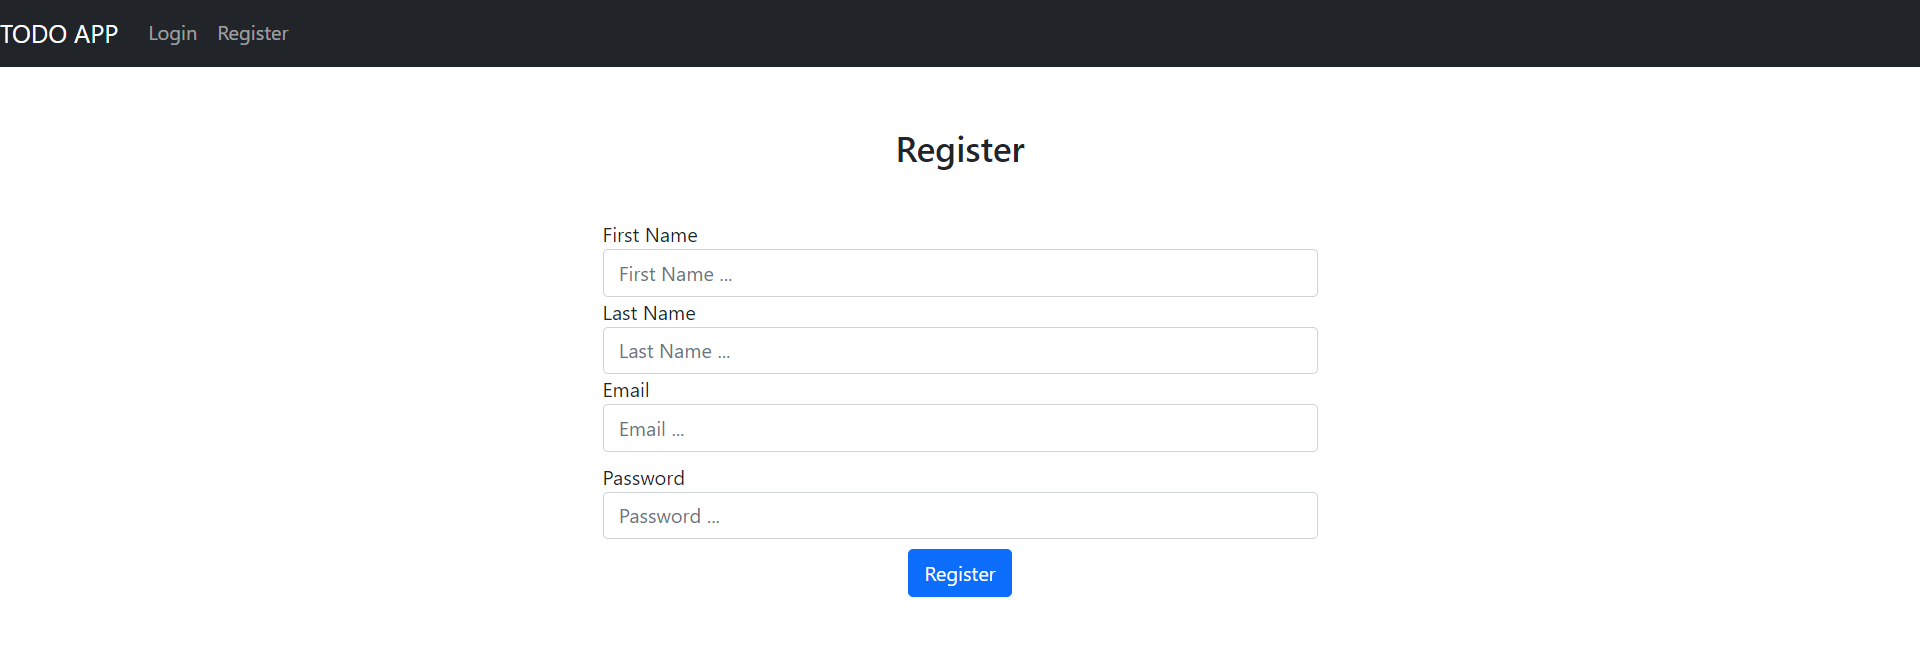 TODO APP Login Register
Register
First Name
First Name ...
Last Name
Last Name ...
Email
Email ...
Password
Password ...
Register